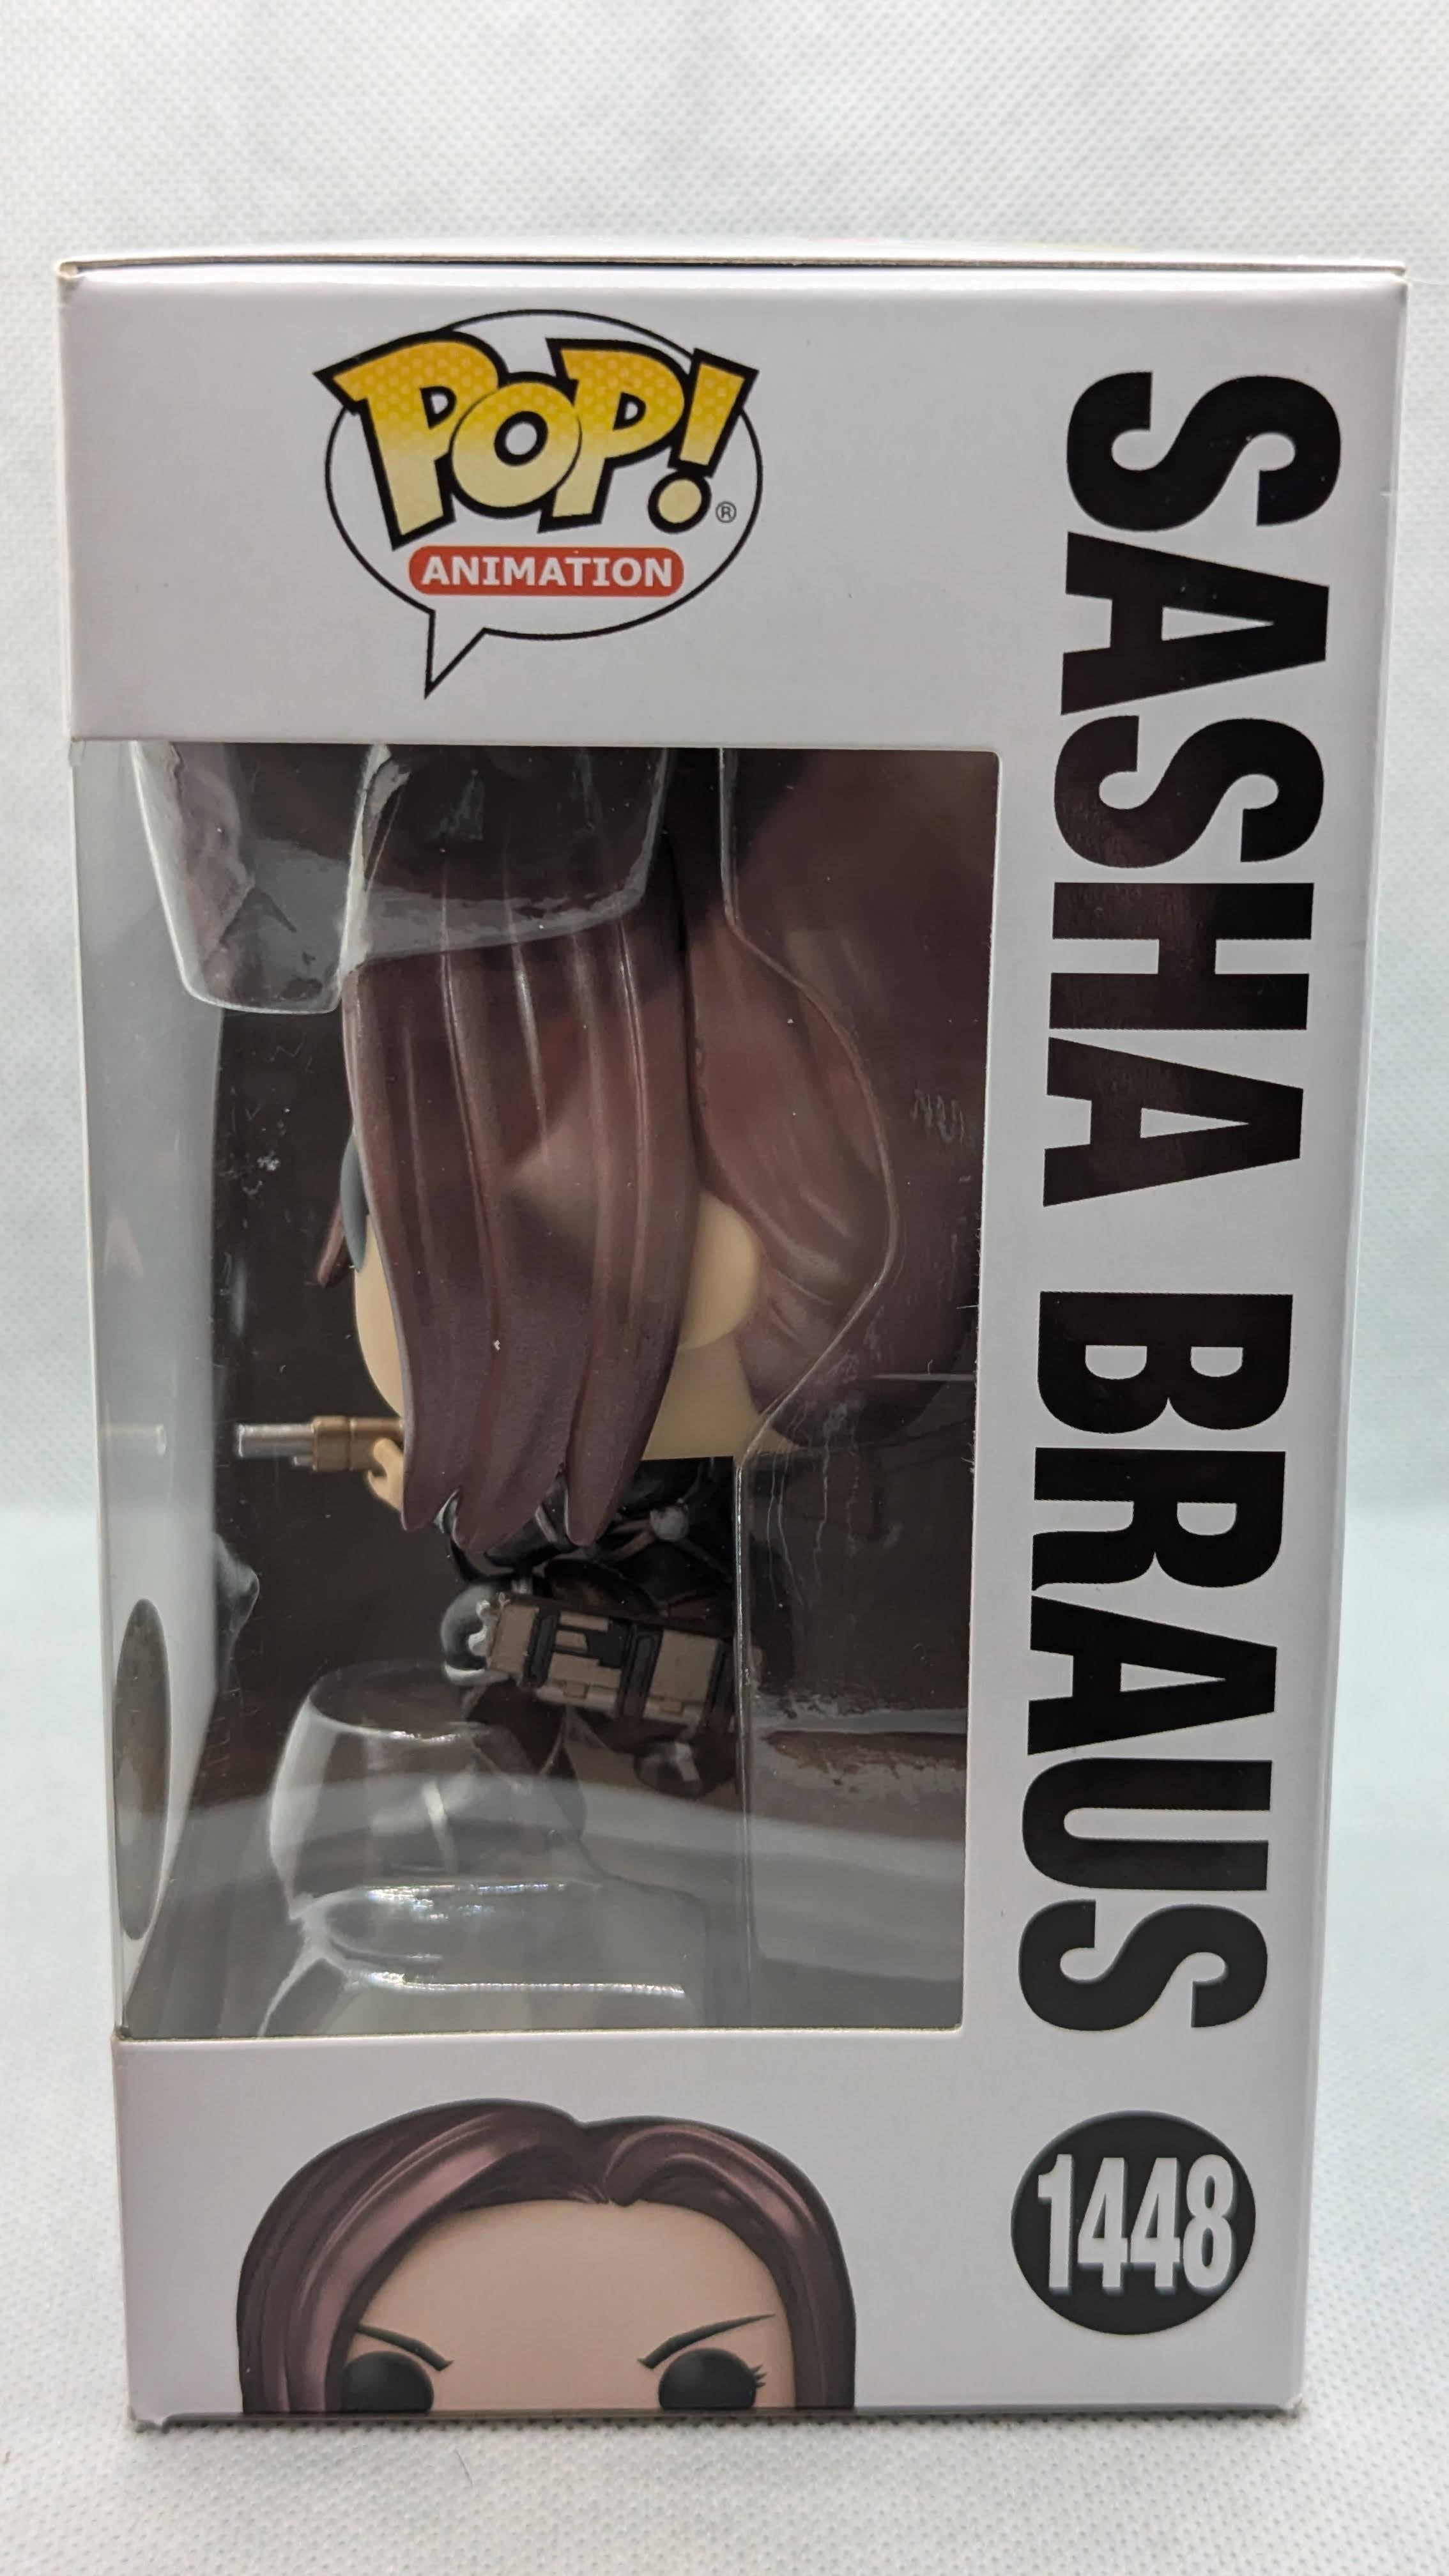 POP!®
ANIMATION
SASHA BRAUS
1448